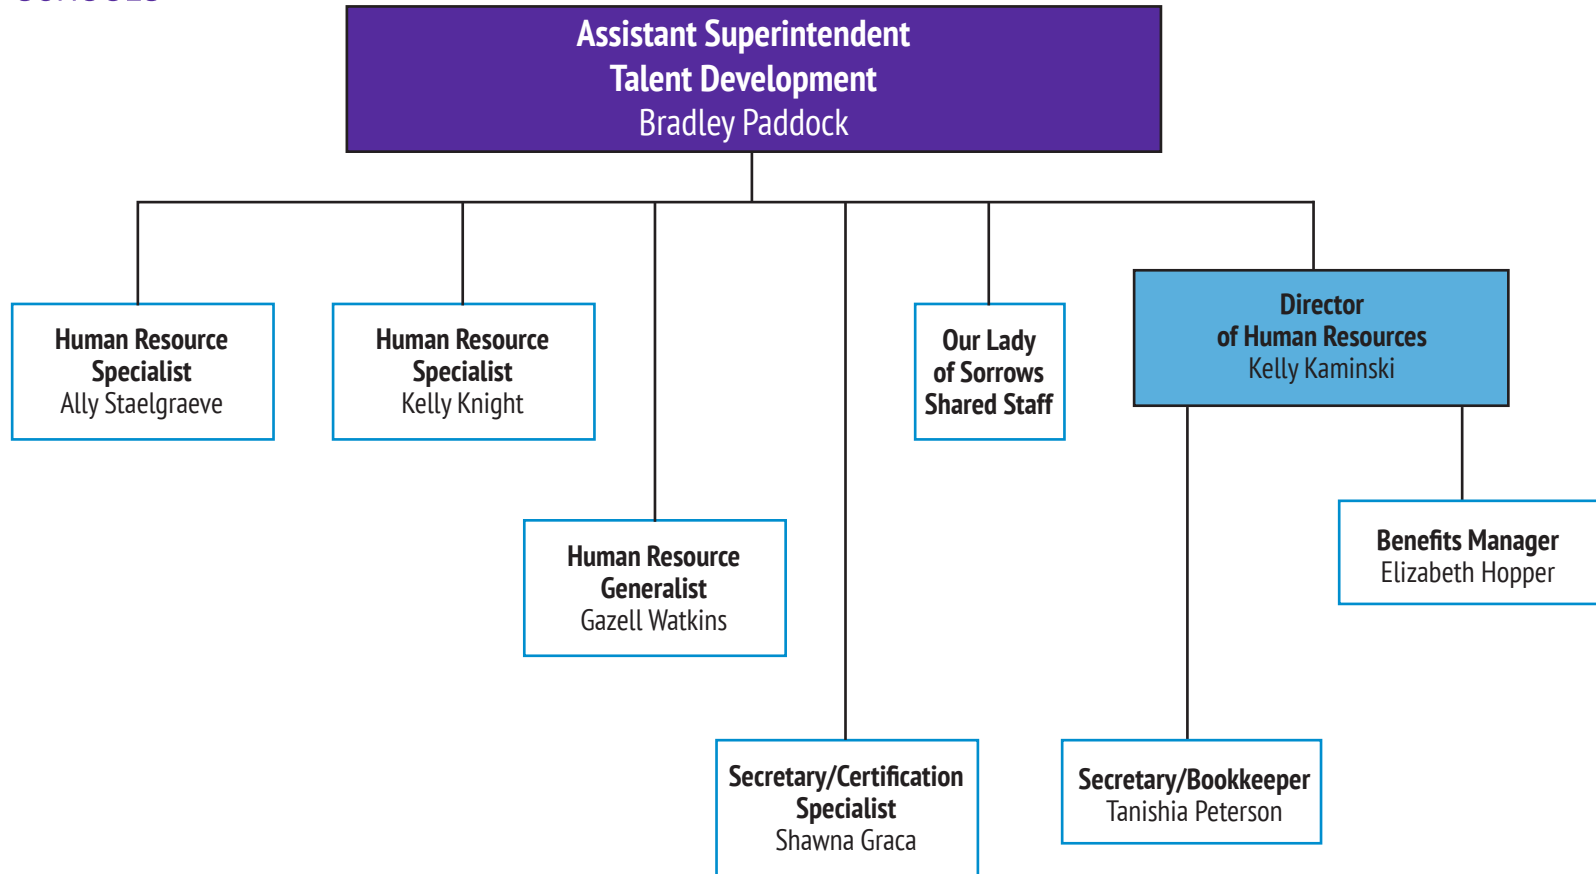 Assistant Superintendent
Talent Development
Bradley Paddock
Human Resource
Specialist
Ally Staelgraeve
Human Resource
Specialist
Kelly Knight
Our Lady
of Sorrows
Shared Staff
Director
of Human Resources
Kelly Kaminski
Human Resource
Generalist
Gazell Watkins
Benefits Manager
Elizabeth Hopper
Secretary/Certification
Specialist
Shawna Graca
Secretary/Bookkeeper
Tanishia Peterson